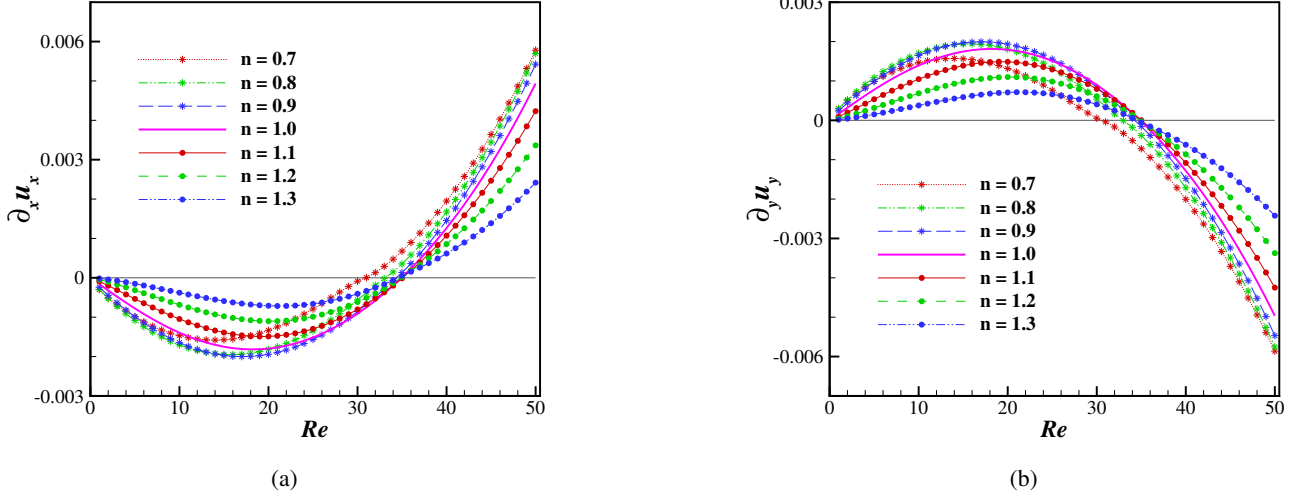 0.006
0.003
0
-0.003
∂ₓuₓ
n = 0.7
n = 0.8
n = 0.9
n = 1.0
n = 1.1
n = 1.2
n = 1.3
0 10 20 30 40 50
Re
(a)
0.003
0
-0.003
-0.006
∂_y u_y
n = 0.7
n = 0.8
n = 0.9
n = 1.0
n = 1.1
n = 1.2
n = 1.3
0 10 20 30 40 50
Re
(b)